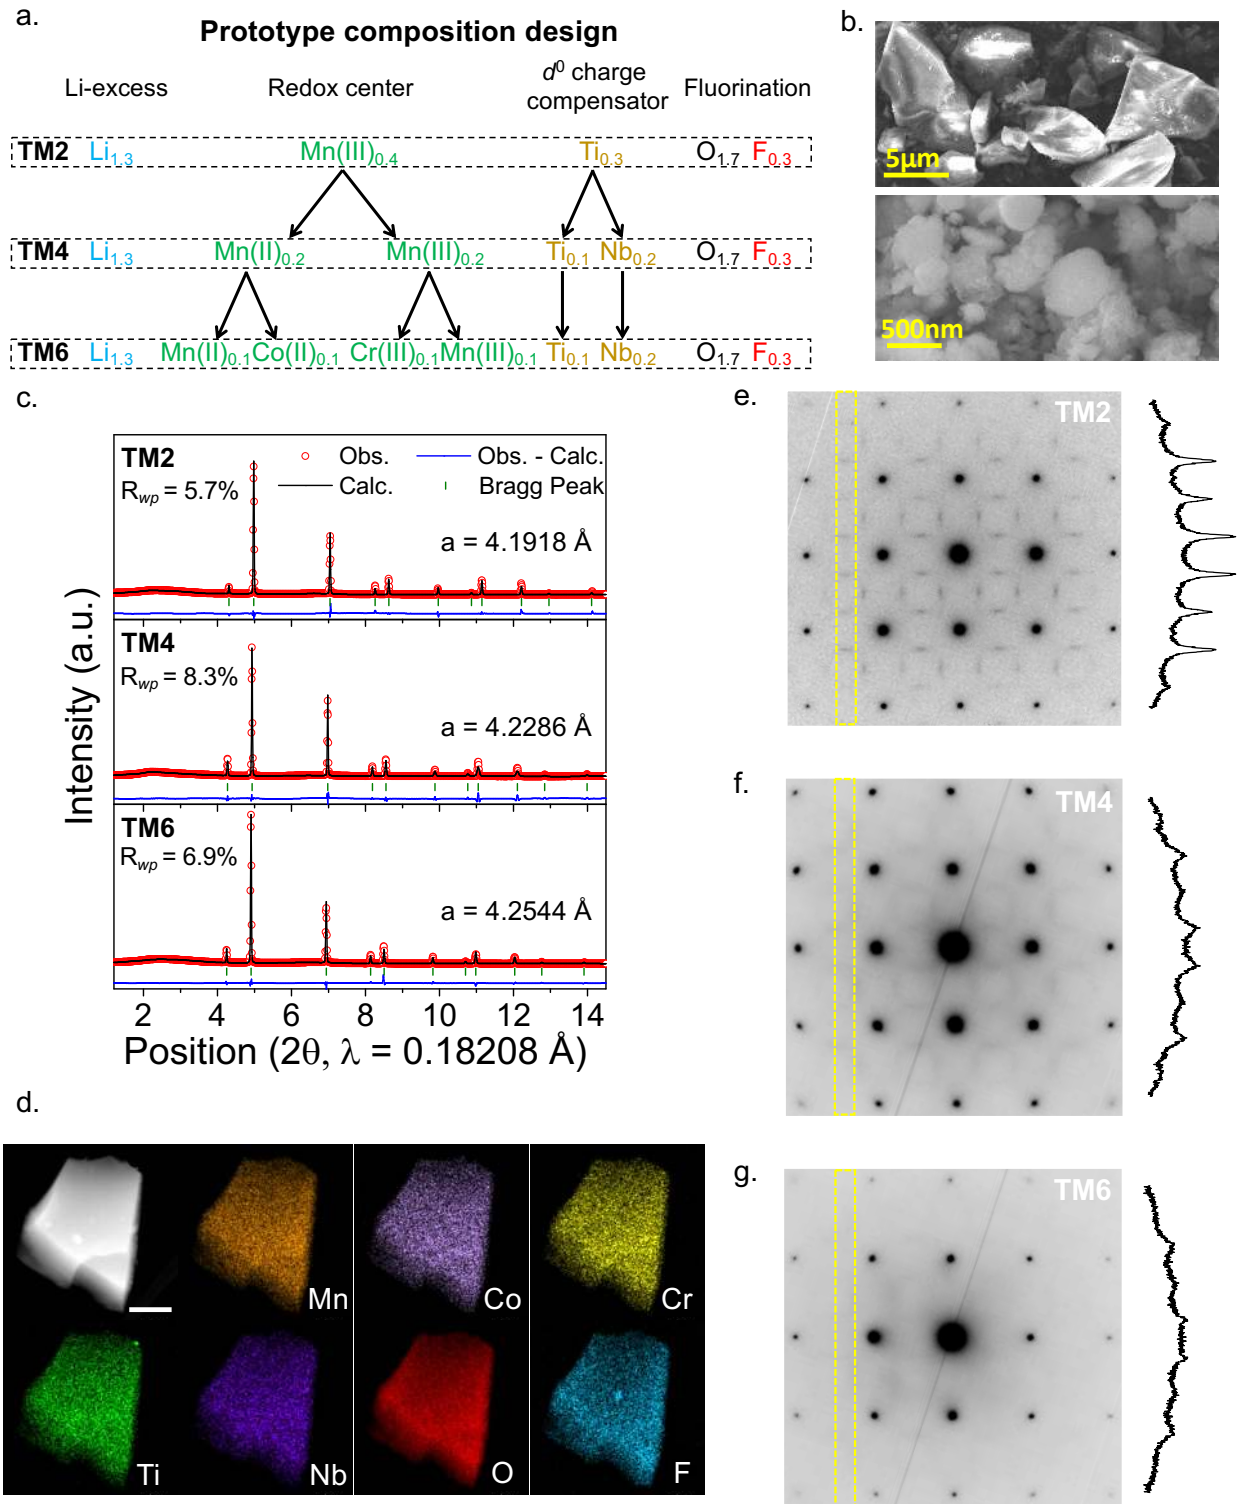 a.
Prototype composition design
Li-excess Redox center d⁰ charge compensator Fluorination
TM2 Li1.3 Mn(III)0.4 Ti0.3 O1.7 F0.3
TM4 Li1.3 Mn(II)0.2 Mn(III)0.2 Ti0.1 Nb0.2 O1.7 F0.3
TM6 Li1.3 Mn(II)0.1 Co(II)0.1 Cr(III)0.1 Mn(III)0.1 Ti0.1 Nb0.2 O1.7 F0.3
b.
5μm
500nm
c.
TM2
Obs.
Obs. - Calc.
Rwp = 5.7%
Calc.
Bragg Peak
a = 4.1918 Å
TM4
Rwp = 8.3%
a = 4.2286 Å
TM6
Rwp = 6.9%
a = 4.2544 Å
Intensity (a.u.)
2 4 6 8 10 12 14
Position (2θ, λ = 0.18208 Å)
d.
Mn
Co
Cr
Ti
Nb
O
F
e.
TM2
f.
TM4
g.
TM6